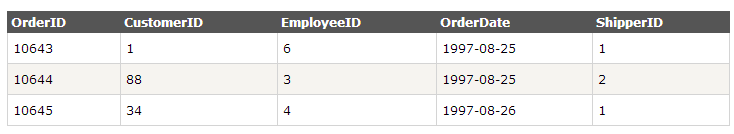 OrderID CustomerID EmployeeID OrderDate ShipperID
10643 1 6 1997-08-25 1
10644 88 3 1997-08-25 2
10645 34 4 1997-08-26 1